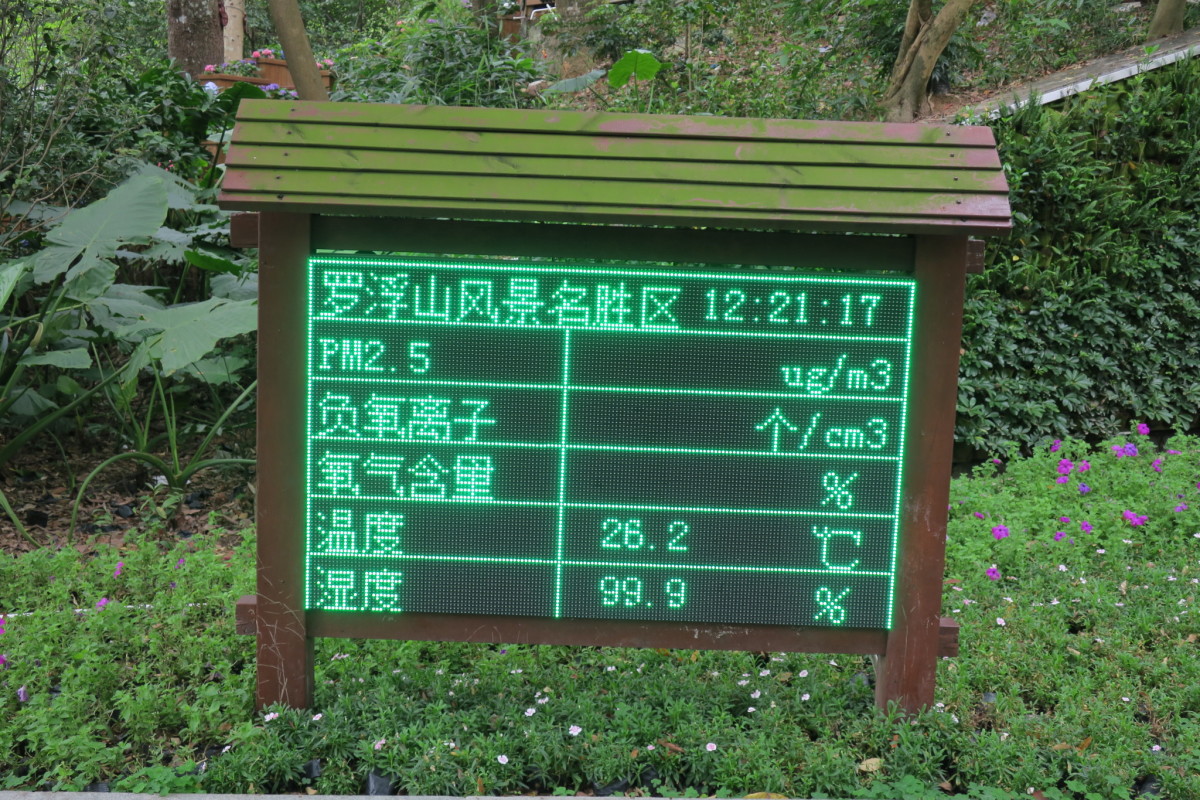 罗浮山风景名胜区 12:21:17
PM2.5 ug/m3
负氧离子 个/cm3
氧气含量 %
温度 26.2 ℃
湿度 99.9 %